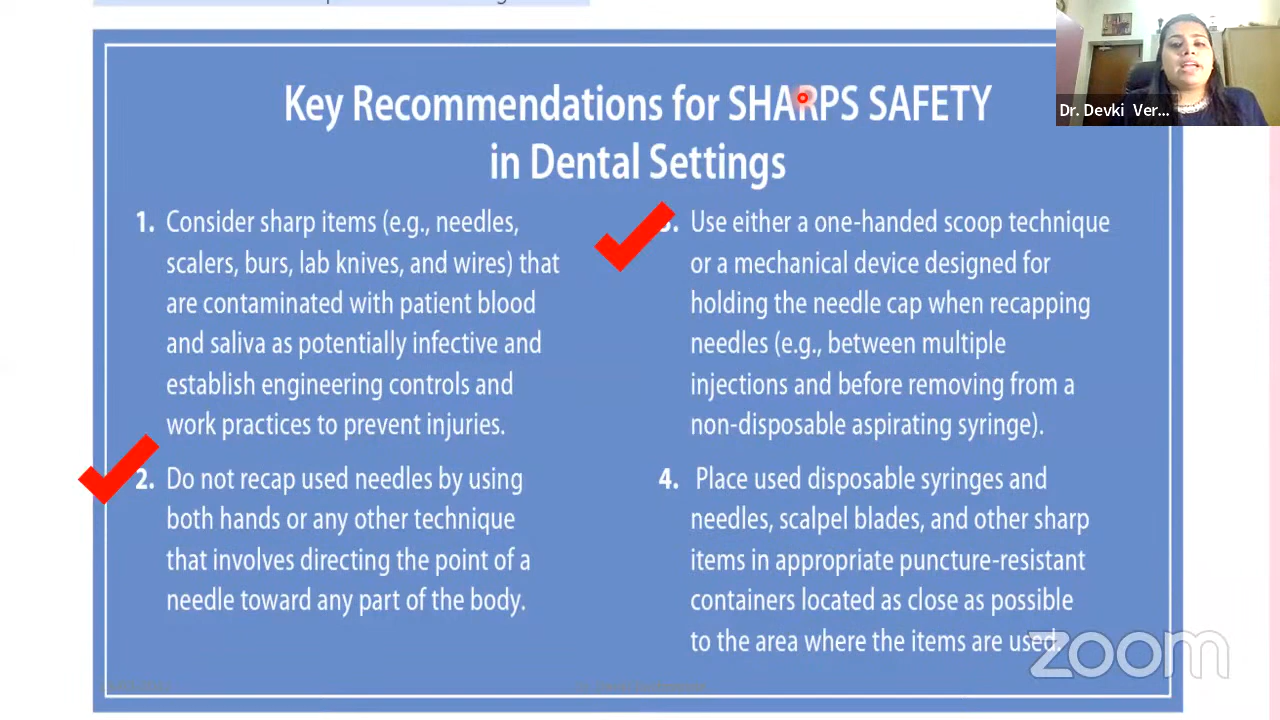 Dr. Devki Ver...
Key Recommendations for SHARPS SAFETY
in Dental Settings
1. Consider sharp items (e.g., needles,
scalers, burs, lab knives, and wires) that
are contaminated with patient blood
and saliva as potentially infective and
establish engineering controls and
work practices to prevent injuries.
2. Do not recap used needles by using
both hands or any other technique
that involves directing the point of a
needle toward any part of the body.
Use either a one-handed scoop technique
or a mechanical device designed for
holding the needle cap when recapping
needles (e.g., between multiple
injections and before removing from a
non-disposable aspirating syringe).
4. Place used disposable syringes and
needles, scalpel blades, and other sharp
items in appropriate puncture-resistant
containers located as close as possible
to the area where the items are used.
zoom